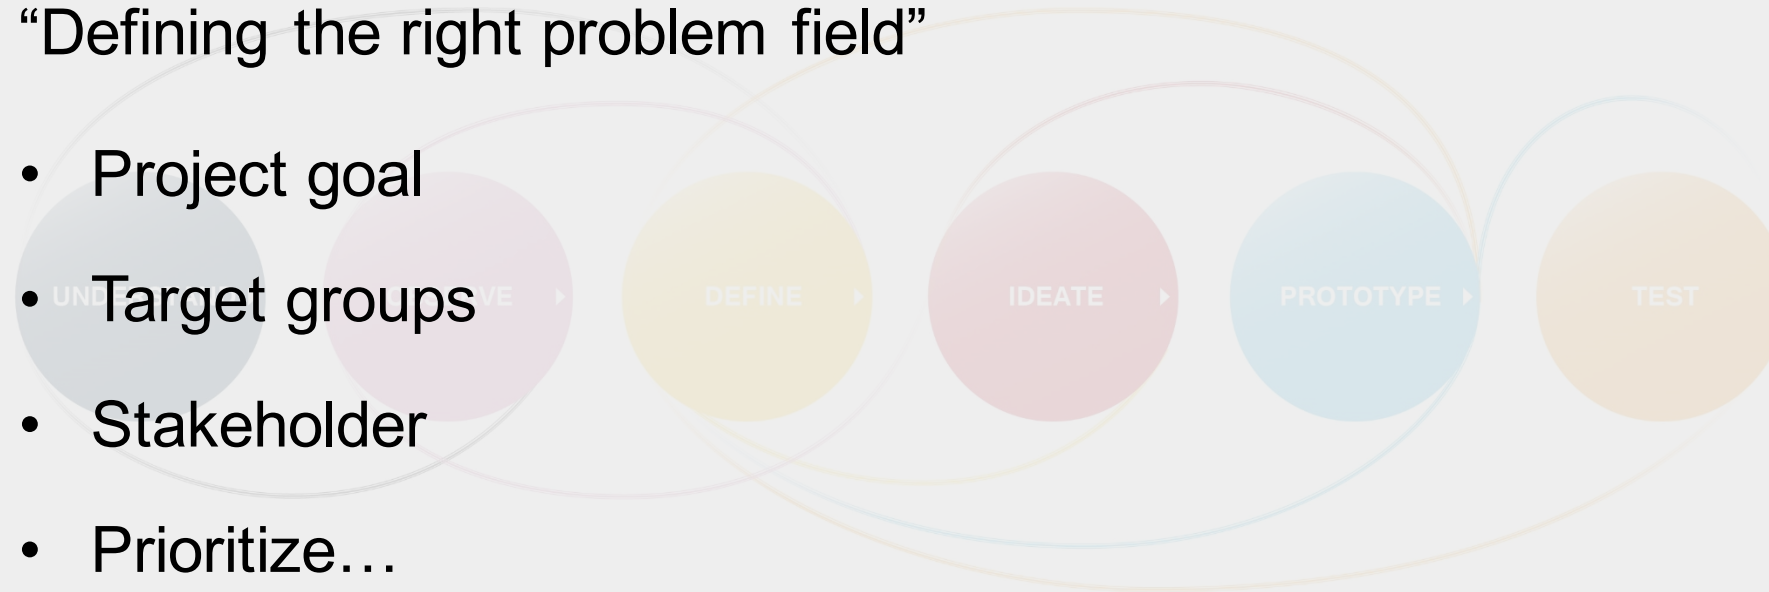 “Defining the right problem field”
• Project goal
• Target groups
• Stakeholder
• Prioritize…
DEFINE
IDEATE
PROTOTYPE
TEST